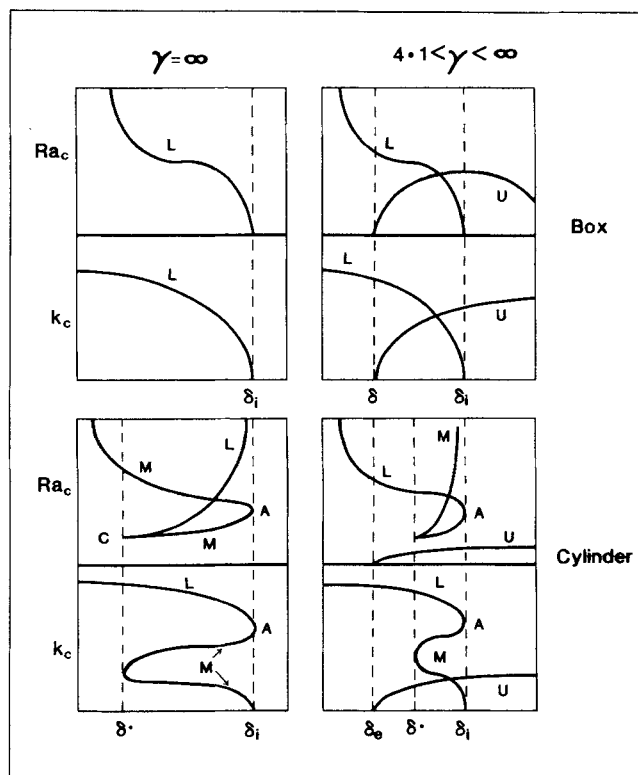 γ = ∞
4·1 < γ < ∞
Ra_c
L
L
U
Box
k_c
L
L
U
δ_i
δ
δ_i
Ra_c
M
L
C
M
A
L
M
A
U
Cylinder
k_c
L
A
M
L
A
M
U
δ·
δ_i
δ_e
δ·
δ_i